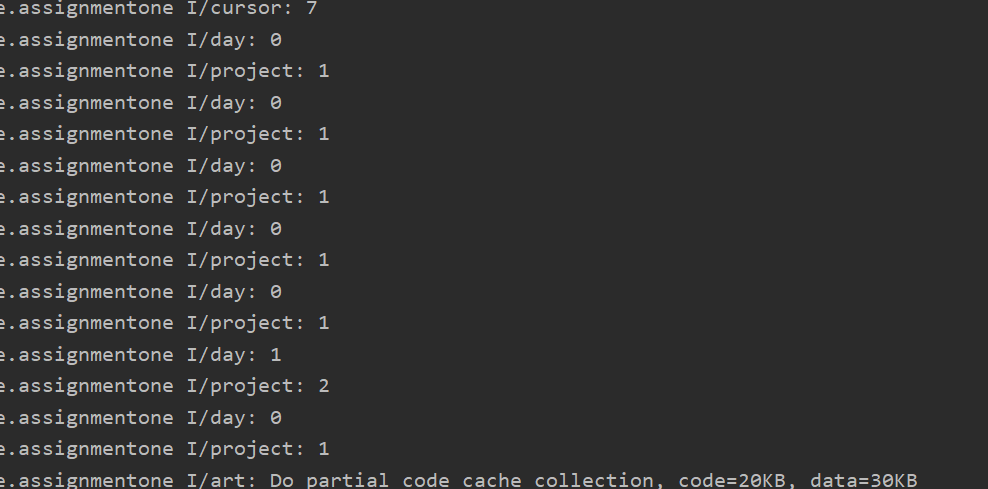 e.assignmentone I/cursor: 7
e.assignmentone I/day: 0
e.assignmentone I/project: 1
e.assignmentone I/day: 0
e.assignmentone I/project: 1
e.assignmentone I/day: 0
e.assignmentone I/project: 1
e.assignmentone I/day: 0
e.assignmentone I/project: 1
e.assignmentone I/day: 0
e.assignmentone I/project: 1
e.assignmentone I/day: 1
e.assignmentone I/project: 2
e.assignmentone I/day: 0
e.assignmentone I/project: 1
e.assignmentone I/art: Do partial code cache collection, code=20KB, data=30KB